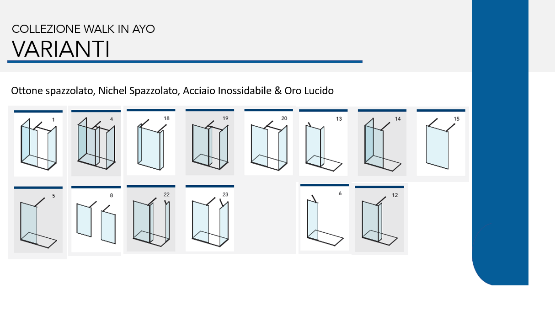 COLLEZIONE WALK IN AYO
VARIANTI
Ottone spazzolato, Nichel Spazzolato, Acciaio Inossidabile & Oro Lucido
1 4 18 19 20 13 14 15
5 8 22 23 6 12